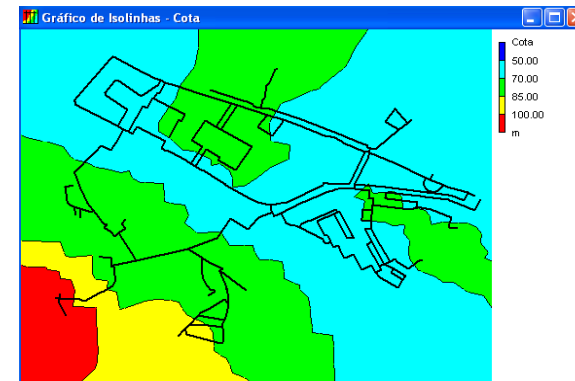 Gráfico de Isolinhas - Cota
Cota
50.00
70.00
85.00
100.00
m